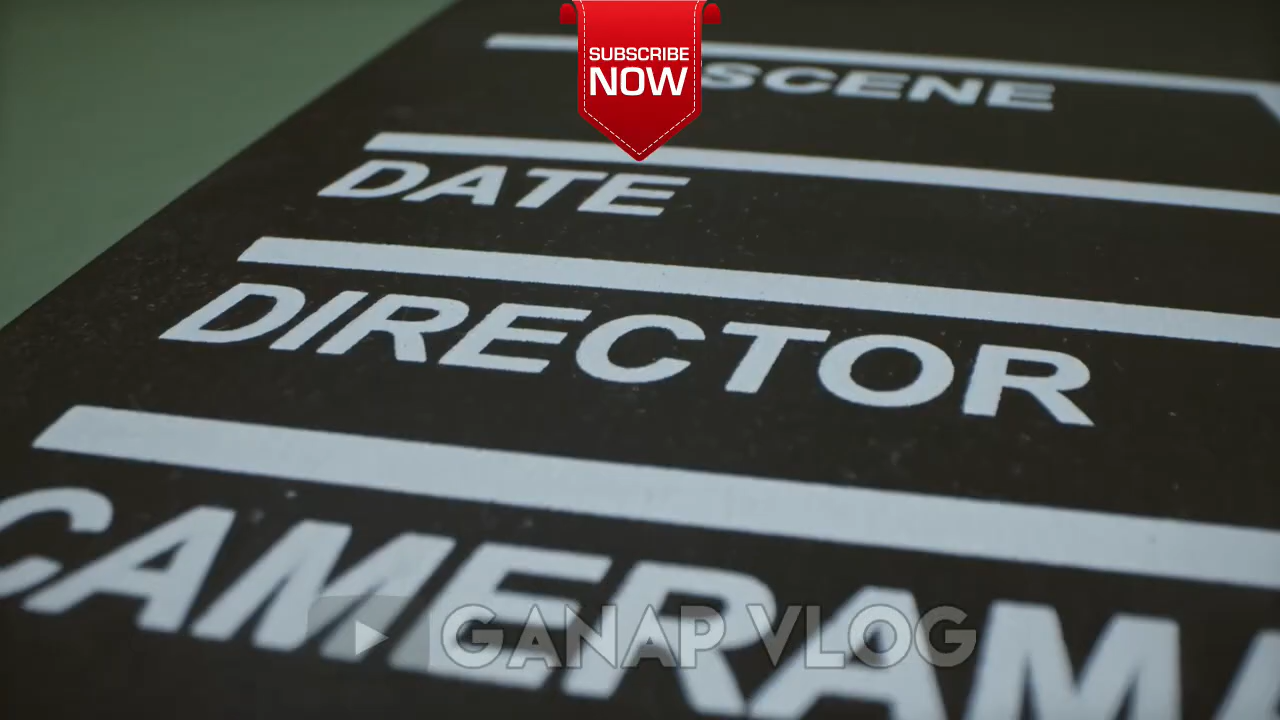 SUBSCRIBE
NOW
SCENE
DATE
DIRECTOR
CAMERAMA
GANAP VLOG